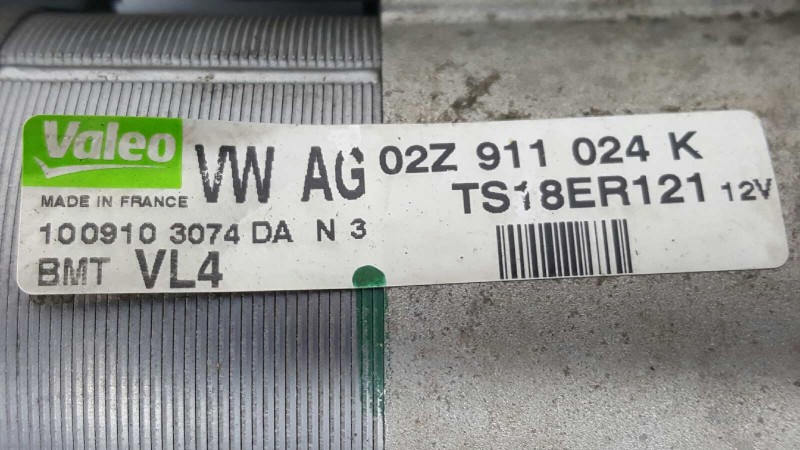 Valeo VW AG 02Z 911 024 K
MADE IN FRANCE TS18ER121 12V
100910 3074 DA N 3
BMT VL4